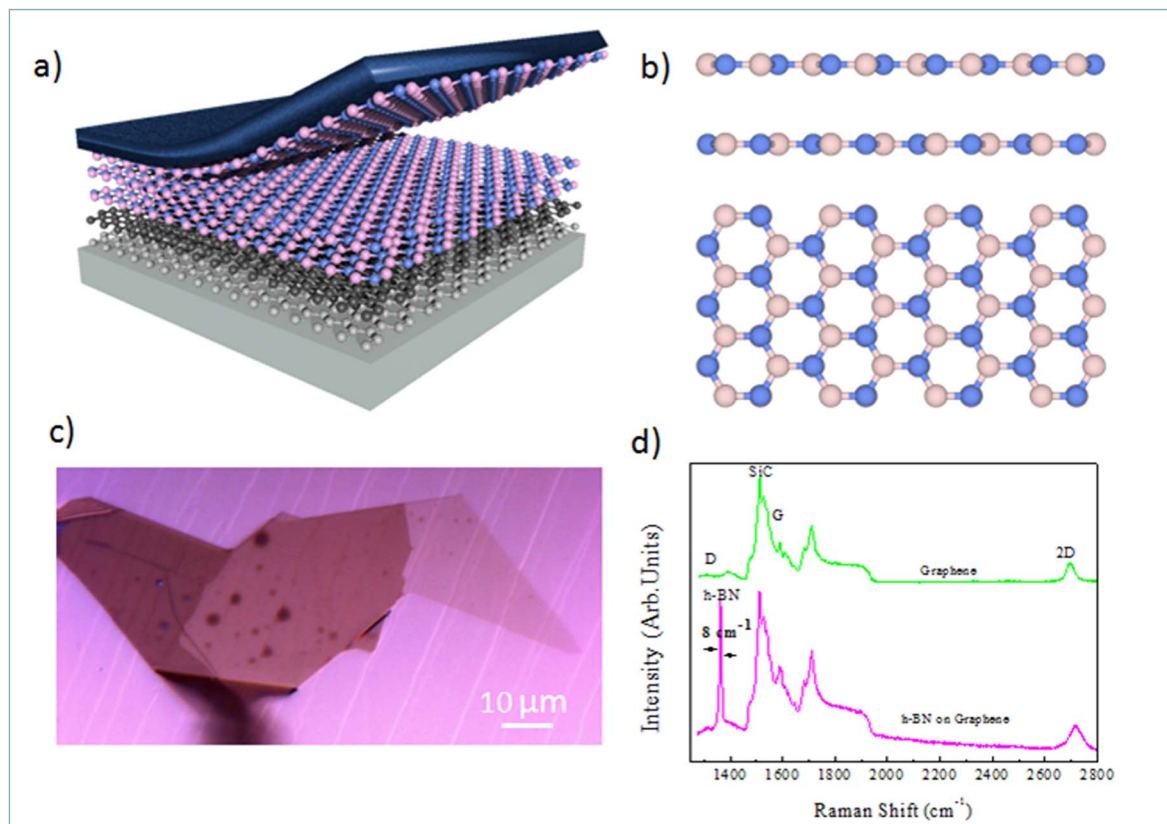 a)
b)
c)
10 μm
d)
SiC
G
D
2D
Graphene
h-BN
8 cm-1
h-BN on Graphene
Intensity (Arb.Units)
1400 1600 1800 2000 2200 2400 2600 2800
Raman Shift (cm-1)